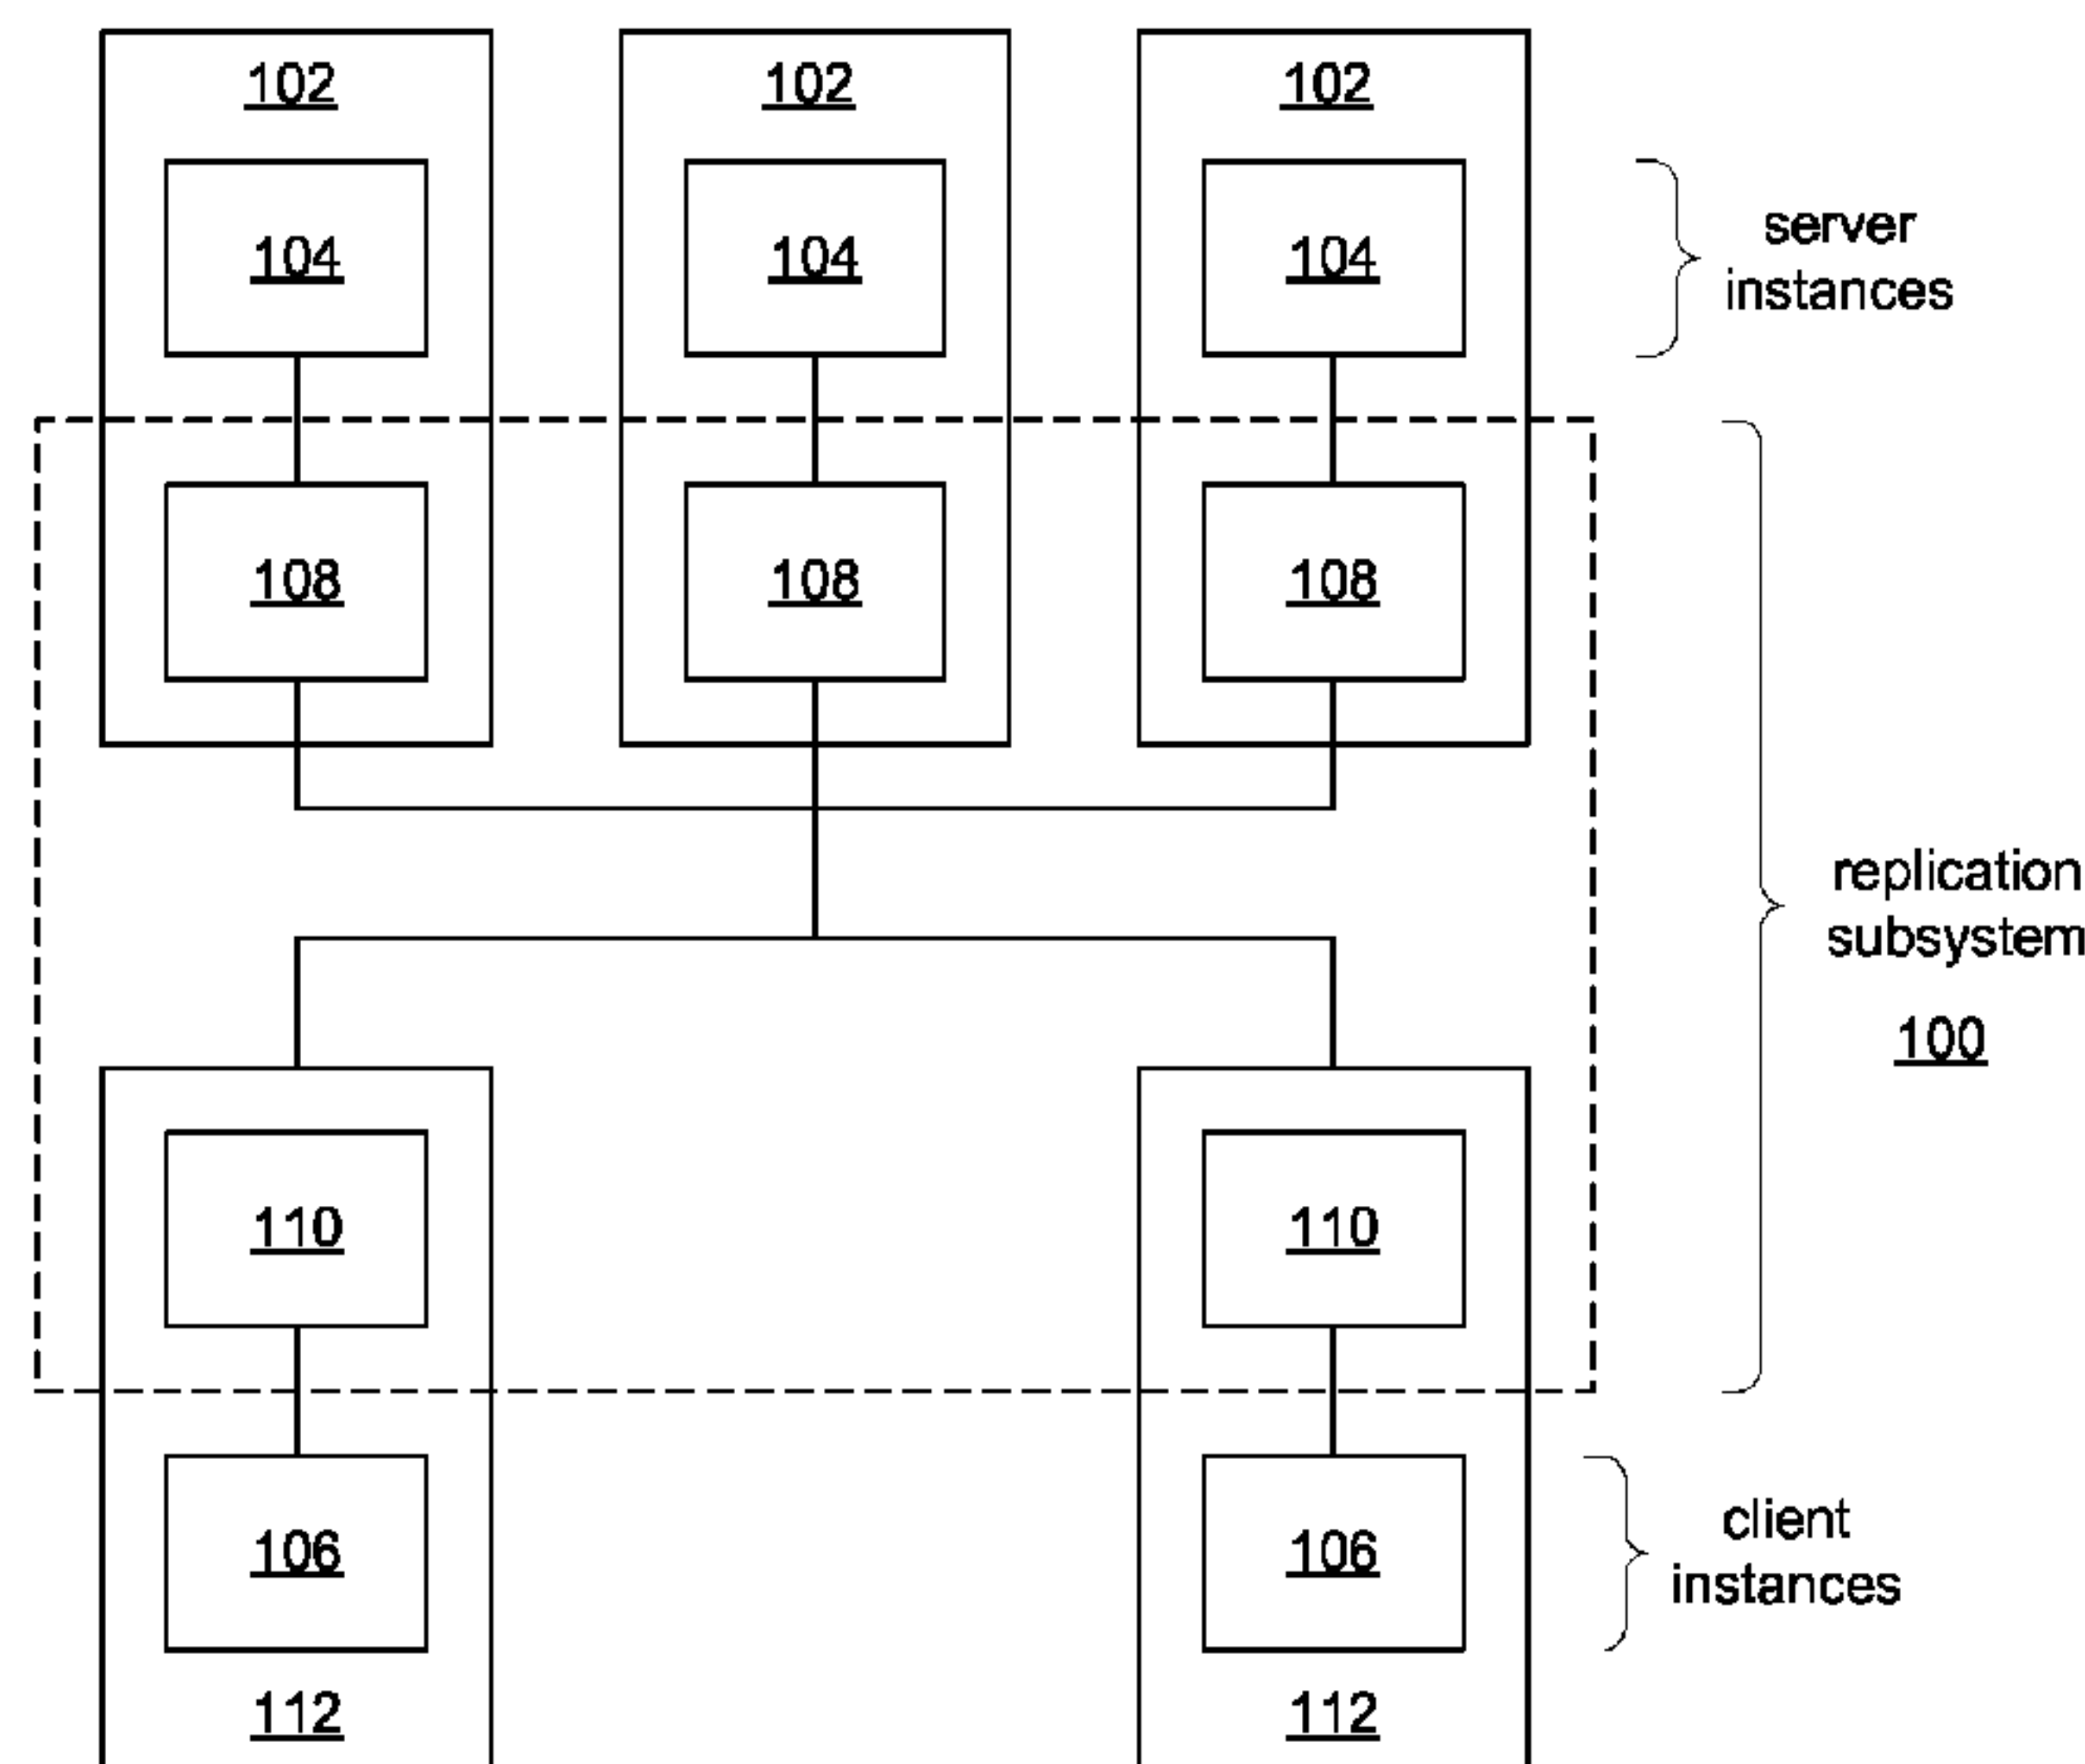 102 102 102
104 104 104
server
instances
108 108 108
replication
subsystem
100
110 110
106 106
client
instances
112 112